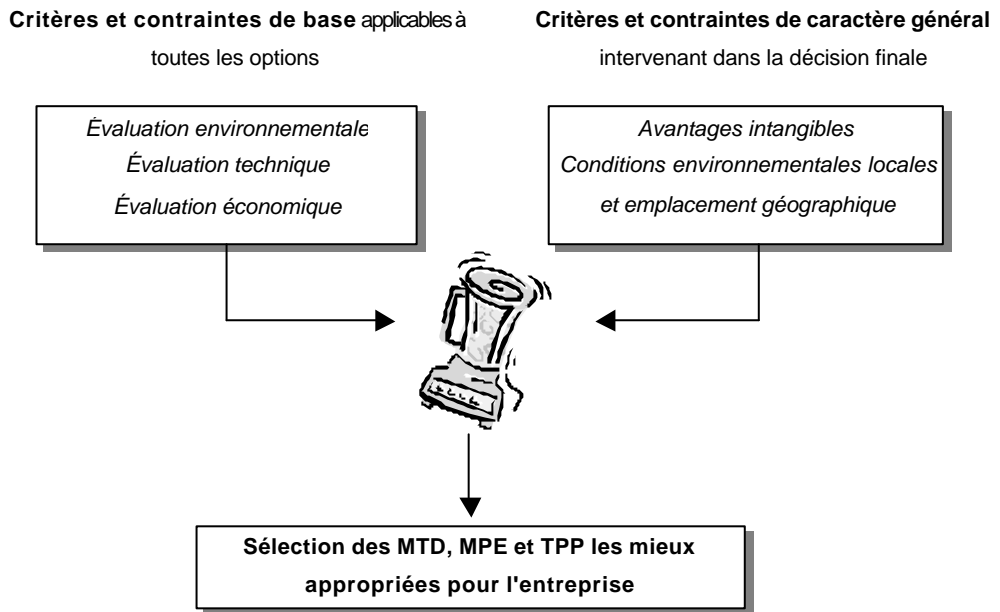 Critères et contraintes de base applicables à
toutes les options
Critères et contraintes de caractère général
intervenant dans la décision finale
Évaluation environnementale
Évaluation technique
Évaluation économique
Avantages intangibles
Conditions environnementales locales
et emplacement géographique
Sélection des MTD, MPE et TPP les mieux
appropriées pour l'entreprise